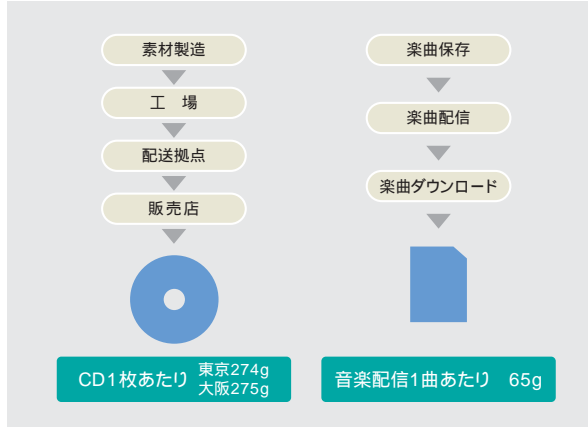 素材製造
工　場
配送拠点
販売店
CD1枚あたり 東京274g
大阪275g
楽曲保存
楽曲配信
楽曲ダウンロード
音楽配信1曲あたり　65g